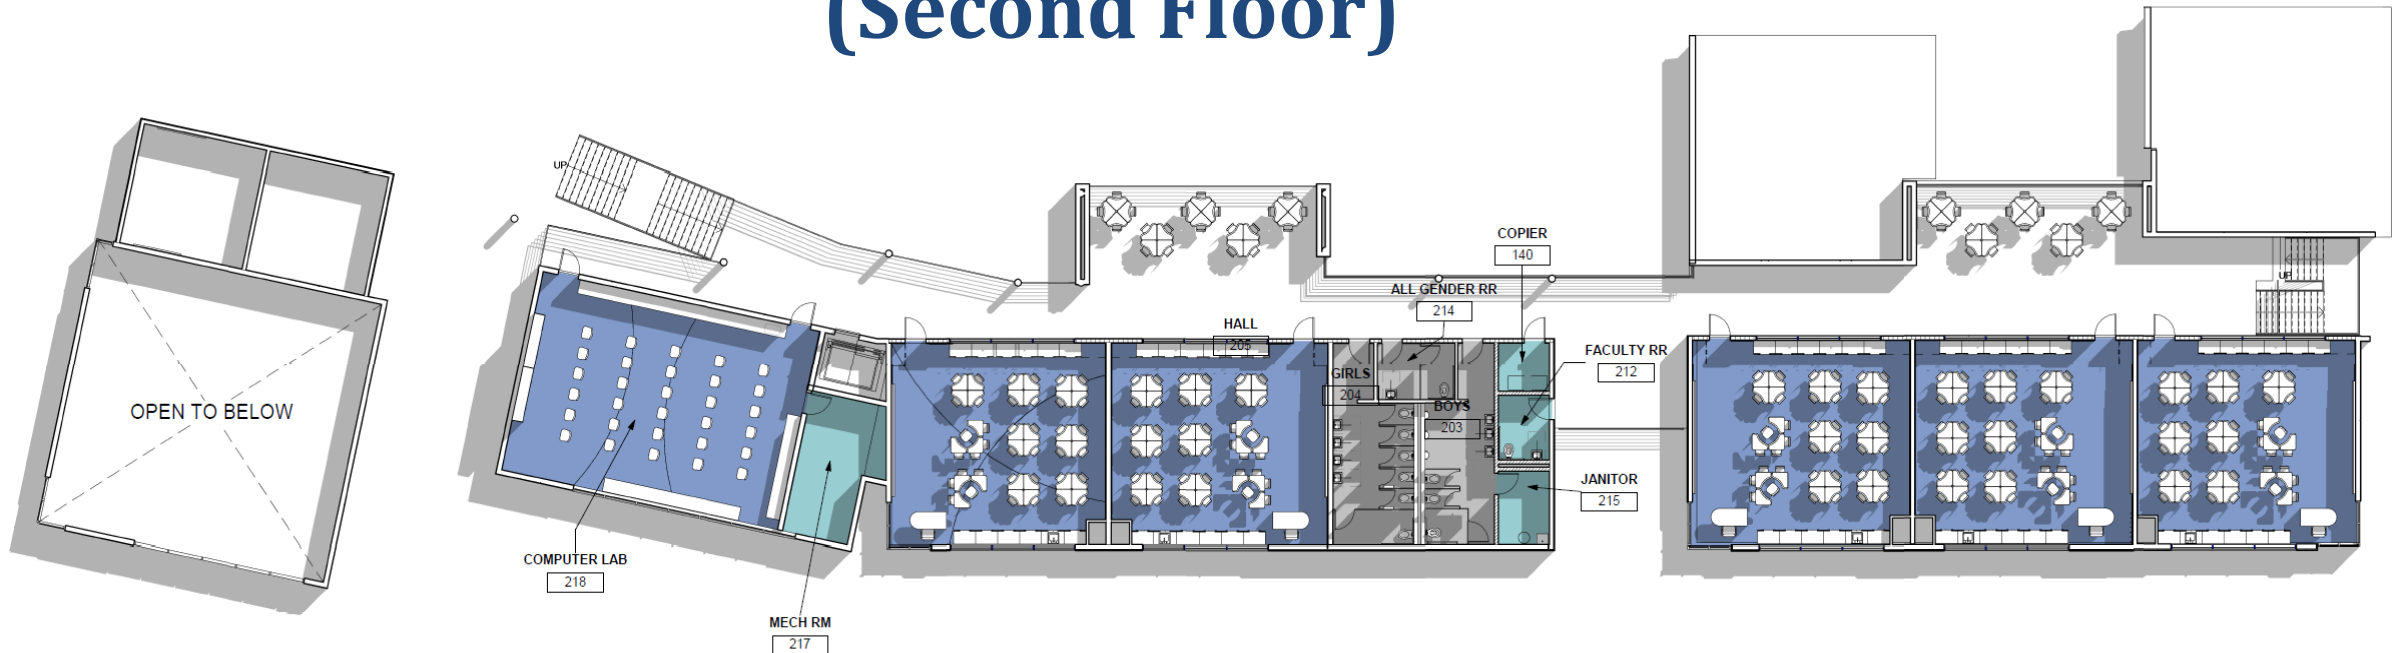 (Second Floor)
UP
COPIER
140
ALL GENDER RR
214
HALL
205
UP
FACULTY RR
212
GIRLS
204
BOYS
203
OPEN TO BELOW
JANITOR
215
COMPUTER LAB
218
MECH RM
217